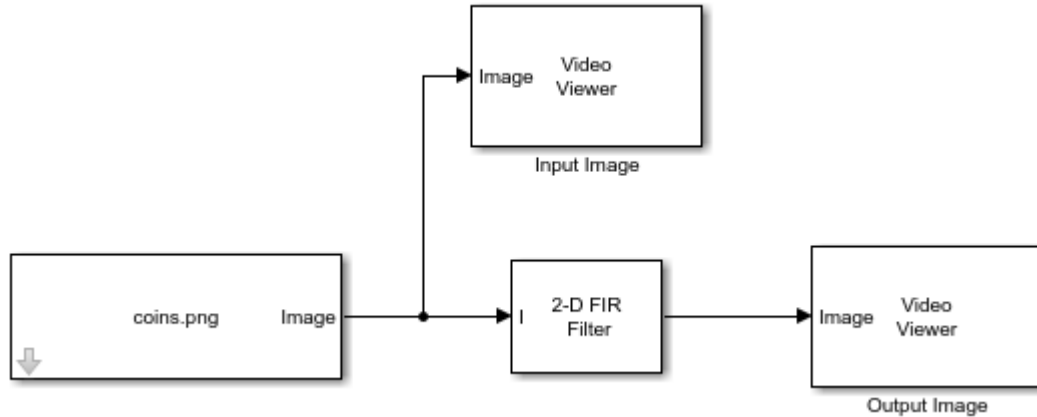 Image
Video
Viewer
Input Image
coins.png
Image
I
2-D FIR
Filter
Image
Video
Viewer
Output Image